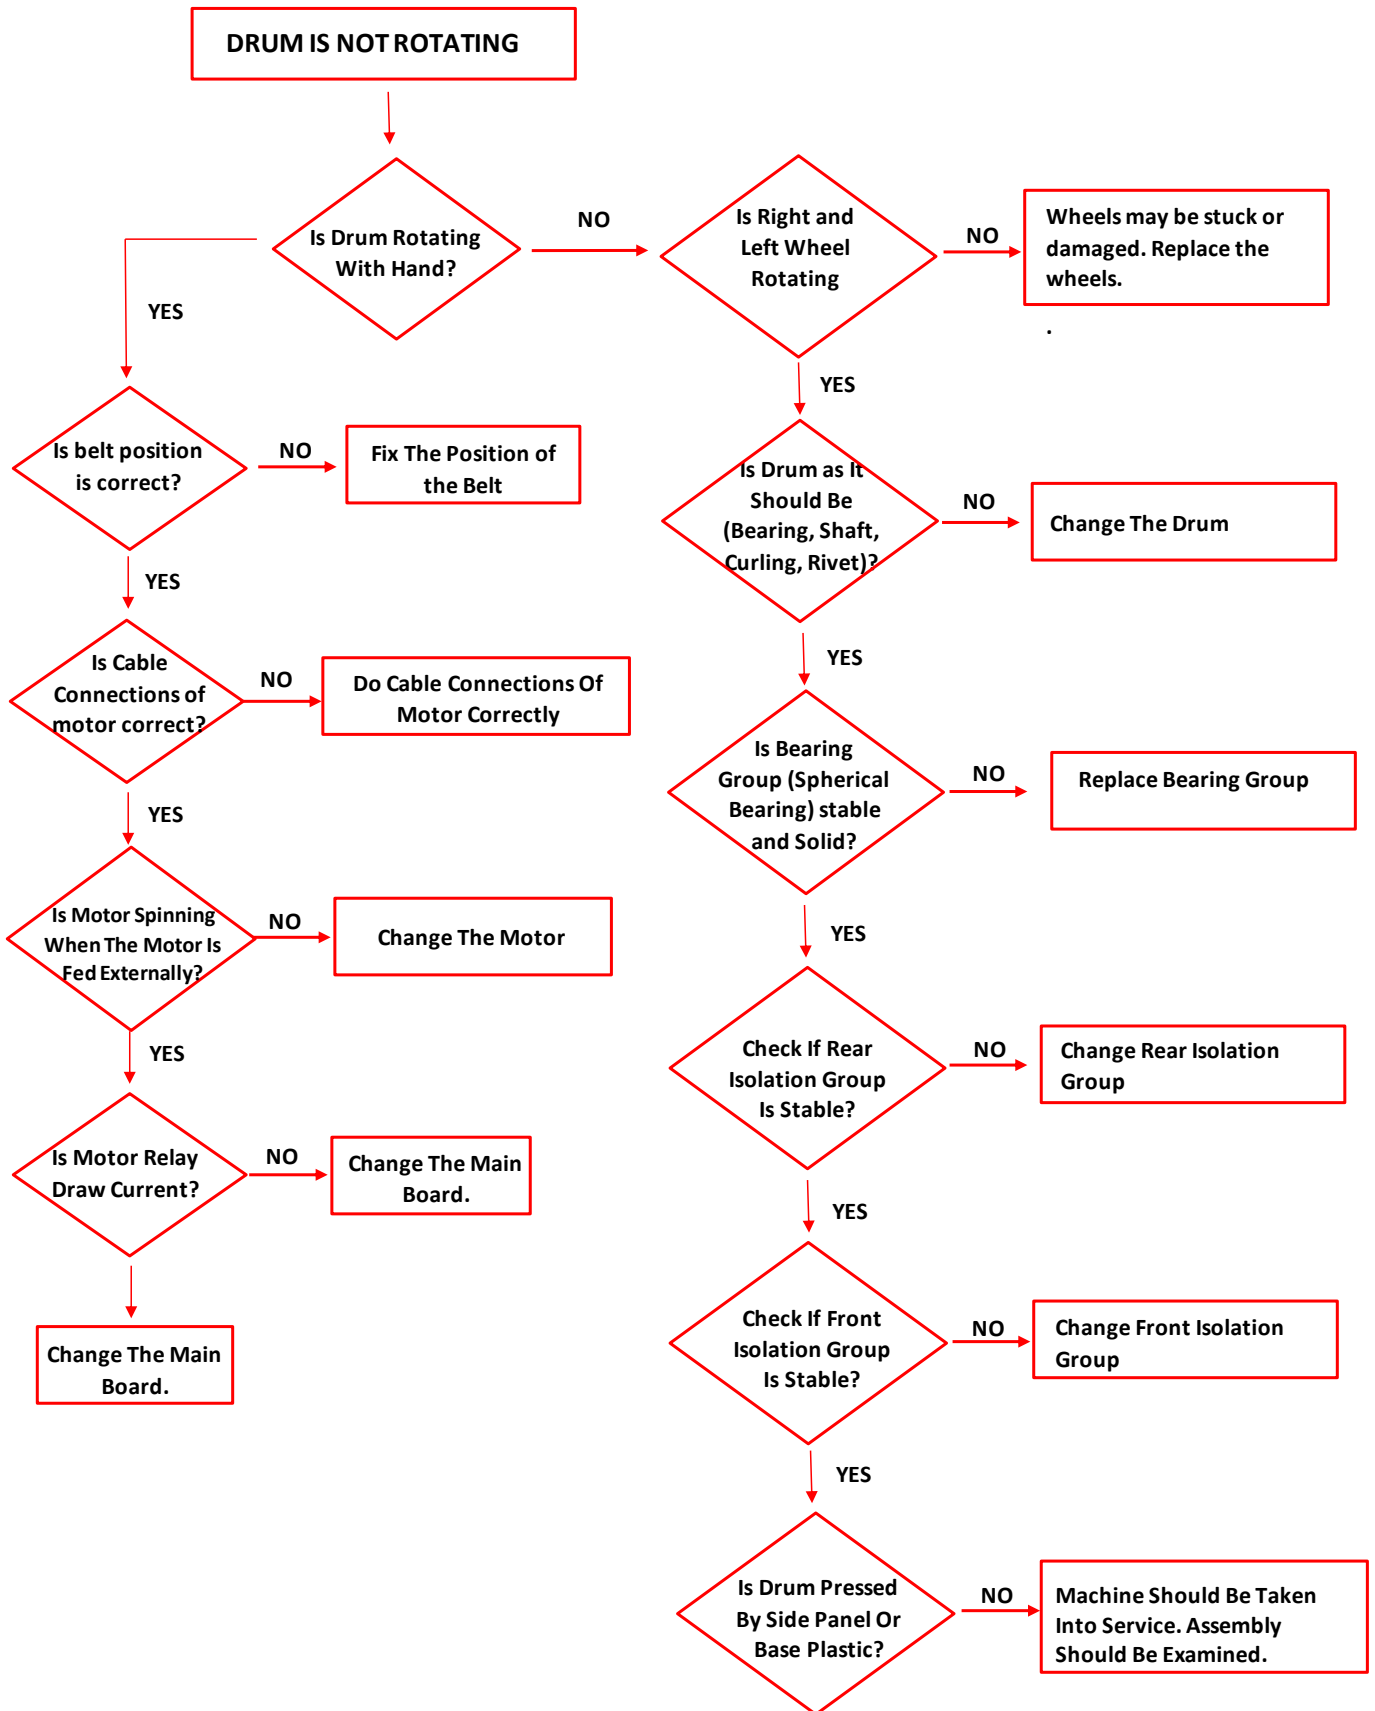 DRUM IS NOT ROTATING
Is Drum Rotating
With Hand?
NO
Is Right and
Left Wheel
Rotating
NO
Wheels may be stuck or
damaged. Replace the
wheels.
.
YES
YES
Is belt position
is correct?
NO
Fix The Position of
the Belt
Is Drum as It
Should Be
(Bearing, Shaft,
Curling, Rivet)?
NO
Change The Drum
YES
YES
Is Cable
Connections of
motor correct?
NO
Do Cable Connections Of
Motor Correctly
Is Bearing
Group (Spherical
Bearing) stable
and Solid?
NO
Replace Bearing Group
YES
YES
Is Motor Spinning
When The Motor Is
Fed Externally?
NO
Change The Motor
Check If Rear
Isolation Group
Is Stable?
NO
Change Rear Isolation
Group
YES
YES
Is Motor Relay
Draw Current?
NO
Change The Main
Board.
Change The Main
Board.
Check If Front
Isolation Group
Is Stable?
NO
Change Front Isolation
Group
YES
Is Drum Pressed
By Side Panel Or
Base Plastic?
NO
Machine Should Be Taken
Into Service. Assembly
Should Be Examined.